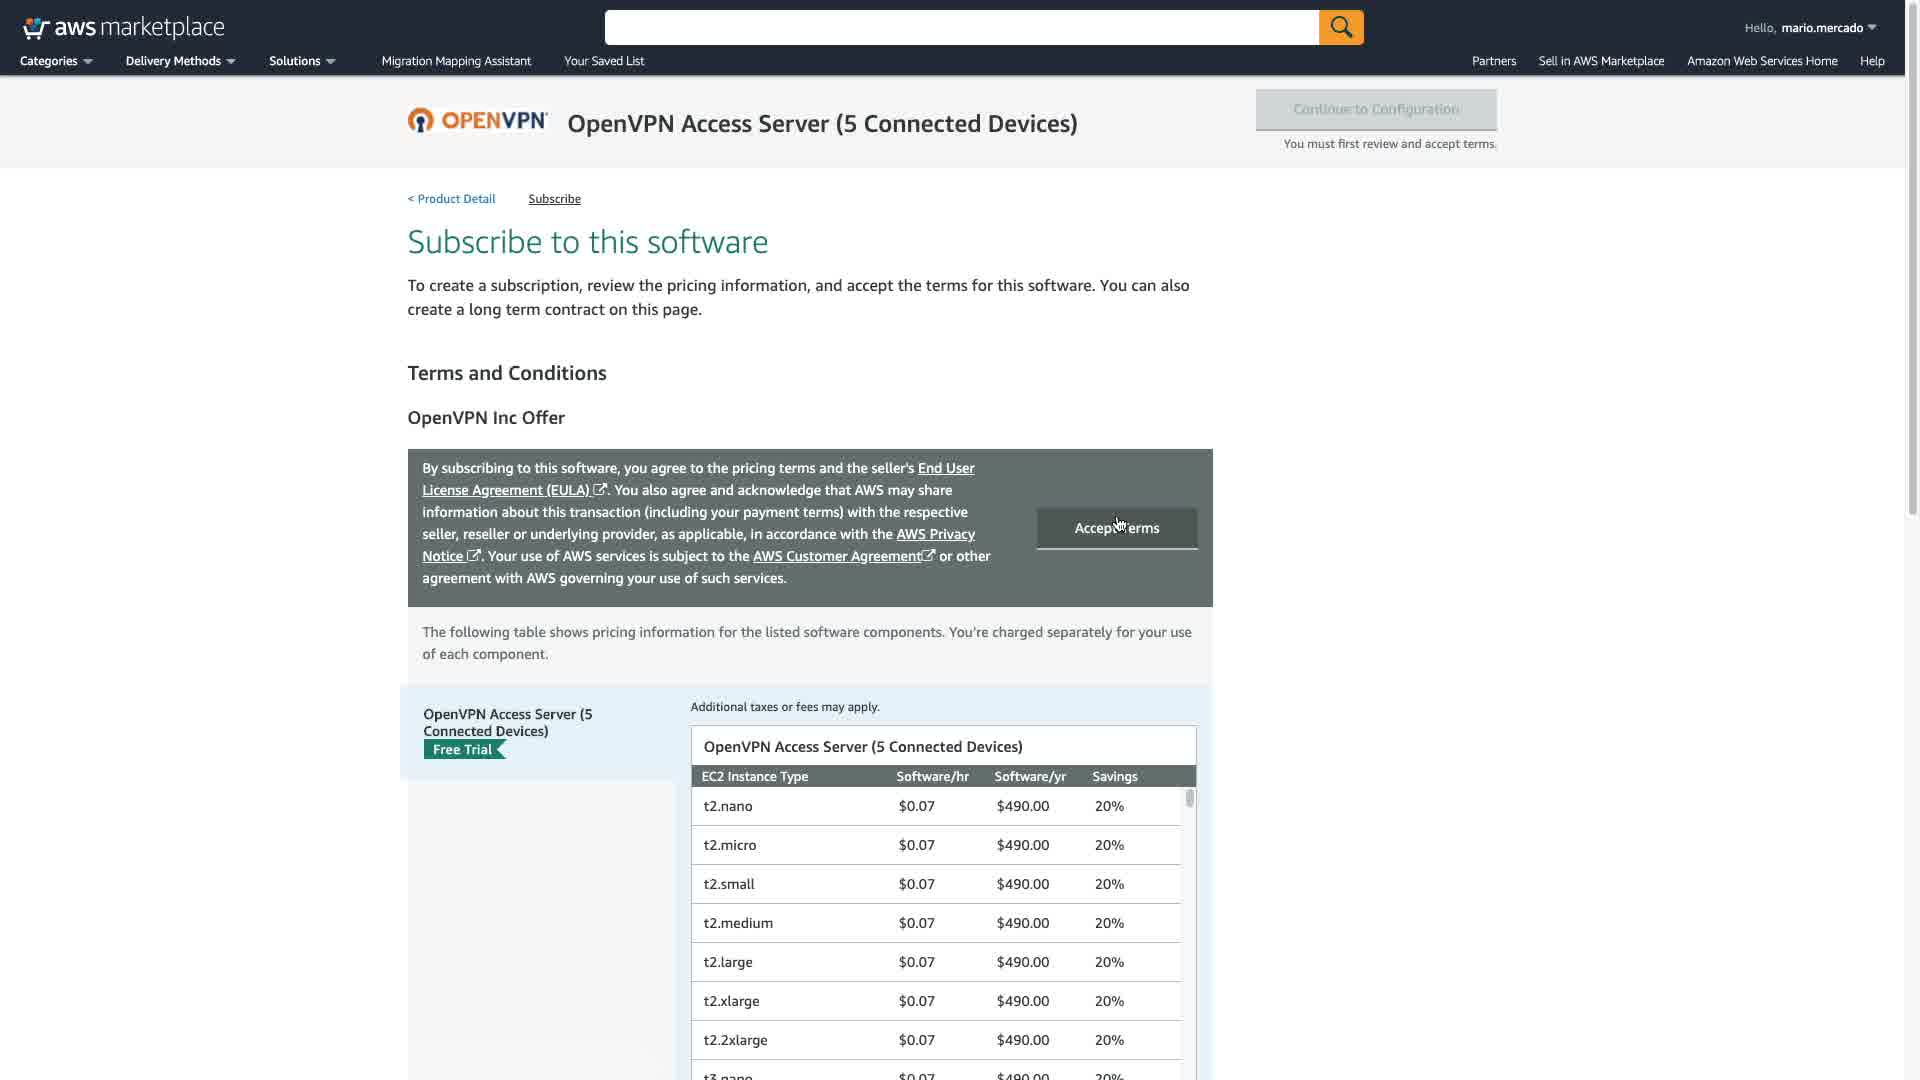 aws marketplace
Hello, mario.mercado
Categories Delivery Methods Solutions Migration Mapping Assistant Your Saved List Partners Sell in AWS Marketplace Amazon Web Services Home Help
OPENVPN
OpenVPN Access Server (5 Connected Devices)
Continue to Configuration
You must first review and accept terms.
< Product Detail Subscribe
Subscribe to this software
To create a subscription, review the pricing information, and accept the terms for this software. You can also
create a long term contract on this page.
Terms and Conditions
OpenVPN Inc Offer
By subscribing to this software, you agree to the pricing terms and the seller's End User
License Agreement (EULA) . You also agree and acknowledge that AWS may share
information about this transaction (including your payment terms) with the respective
seller, reseller or underlying provider, as applicable, in accordance with the AWS Privacy
Notice . Your use of AWS services is subject to the AWS Customer Agreement or other
agreement with AWS governing your use of such services.
Accept Terms
The following table shows pricing information for the listed software components. You're charged separately for your use
of each component.
OpenVPN Access Server (5
Connected Devices)
Free Trial
Additional taxes or fees may apply.
OpenVPN Access Server (5 Connected Devices)
EC2 Instance Type Software/hr Software/yr Savings
t2.nano $0.07 $490.00 20%
t2.micro $0.07 $490.00 20%
t2.small $0.07 $490.00 20%
t2.medium $0.07 $490.00 20%
t2.large $0.07 $490.00 20%
t2.xlarge $0.07 $490.00 20%
t2.2xlarge $0.07 $490.00 20%
t3.nano $0.07 $490.00 20%